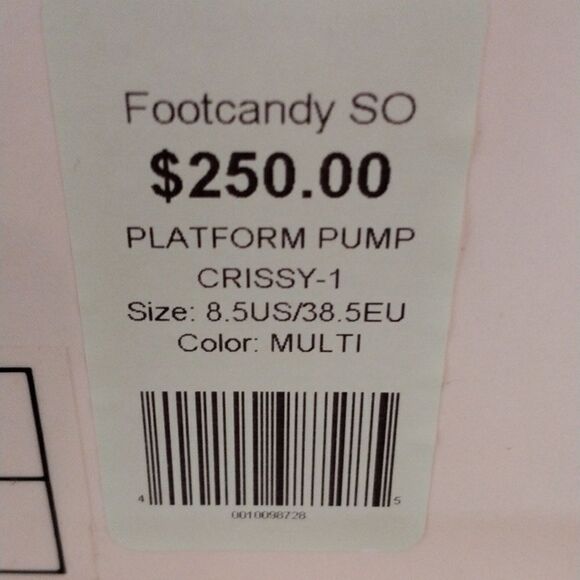 Footcandy SO
$250.00
PLATFORM PUMP
CRISSY-1
Size: 8.5US/38.5EU
Color: MULTI
4 5
0010098728